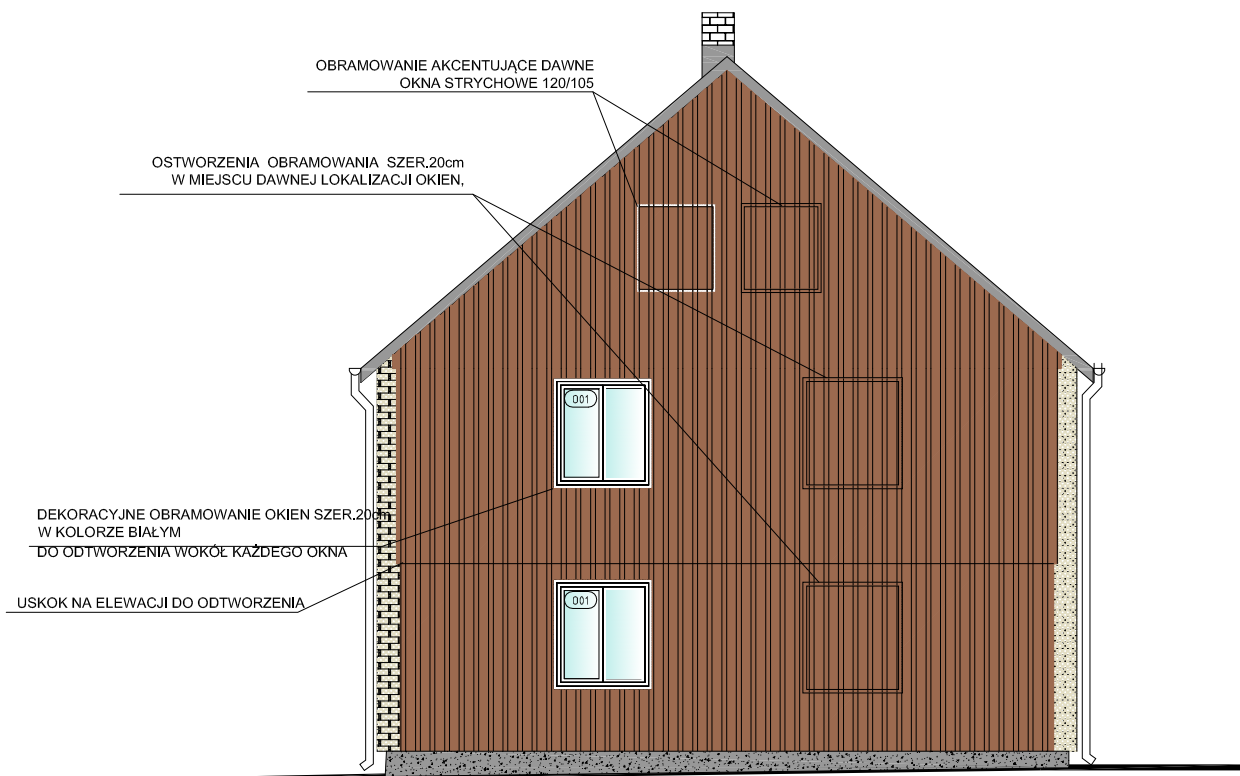 OBRAMOWANIE AKCENTUJĄCE DAWNE
OKNA STRYCHOWE 120/105
OSTWORZENIA OBRAMOWANIA SZER.20cm
W MIEJSCU DAWNEJ LOKALIZACJI OKIEN,
001
DEKORACYJNE OBRAMOWANIE OKIEN SZER.20cm
W KOLORZE BIAŁYM
DO ODTWORZENIA WOKÓŁ KAŻDEGO OKNA
001
USKOK NA ELEWACJI DO ODTWORZENIA